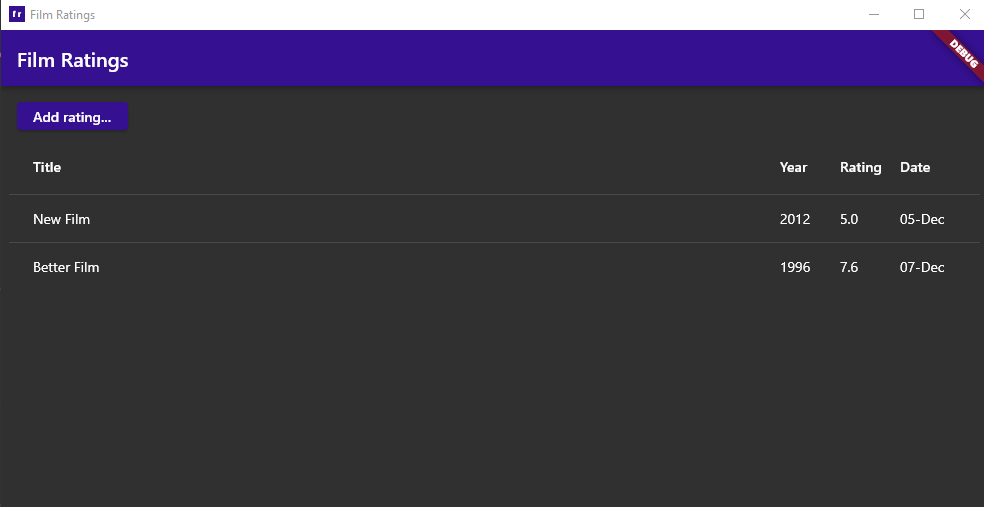 fr Film Ratings
Film Ratings
DEBUG
Add rating...
Title Year Rating Date
New Film 2012 5.0 05-Dec
Better Film 1996 7.6 07-Dec